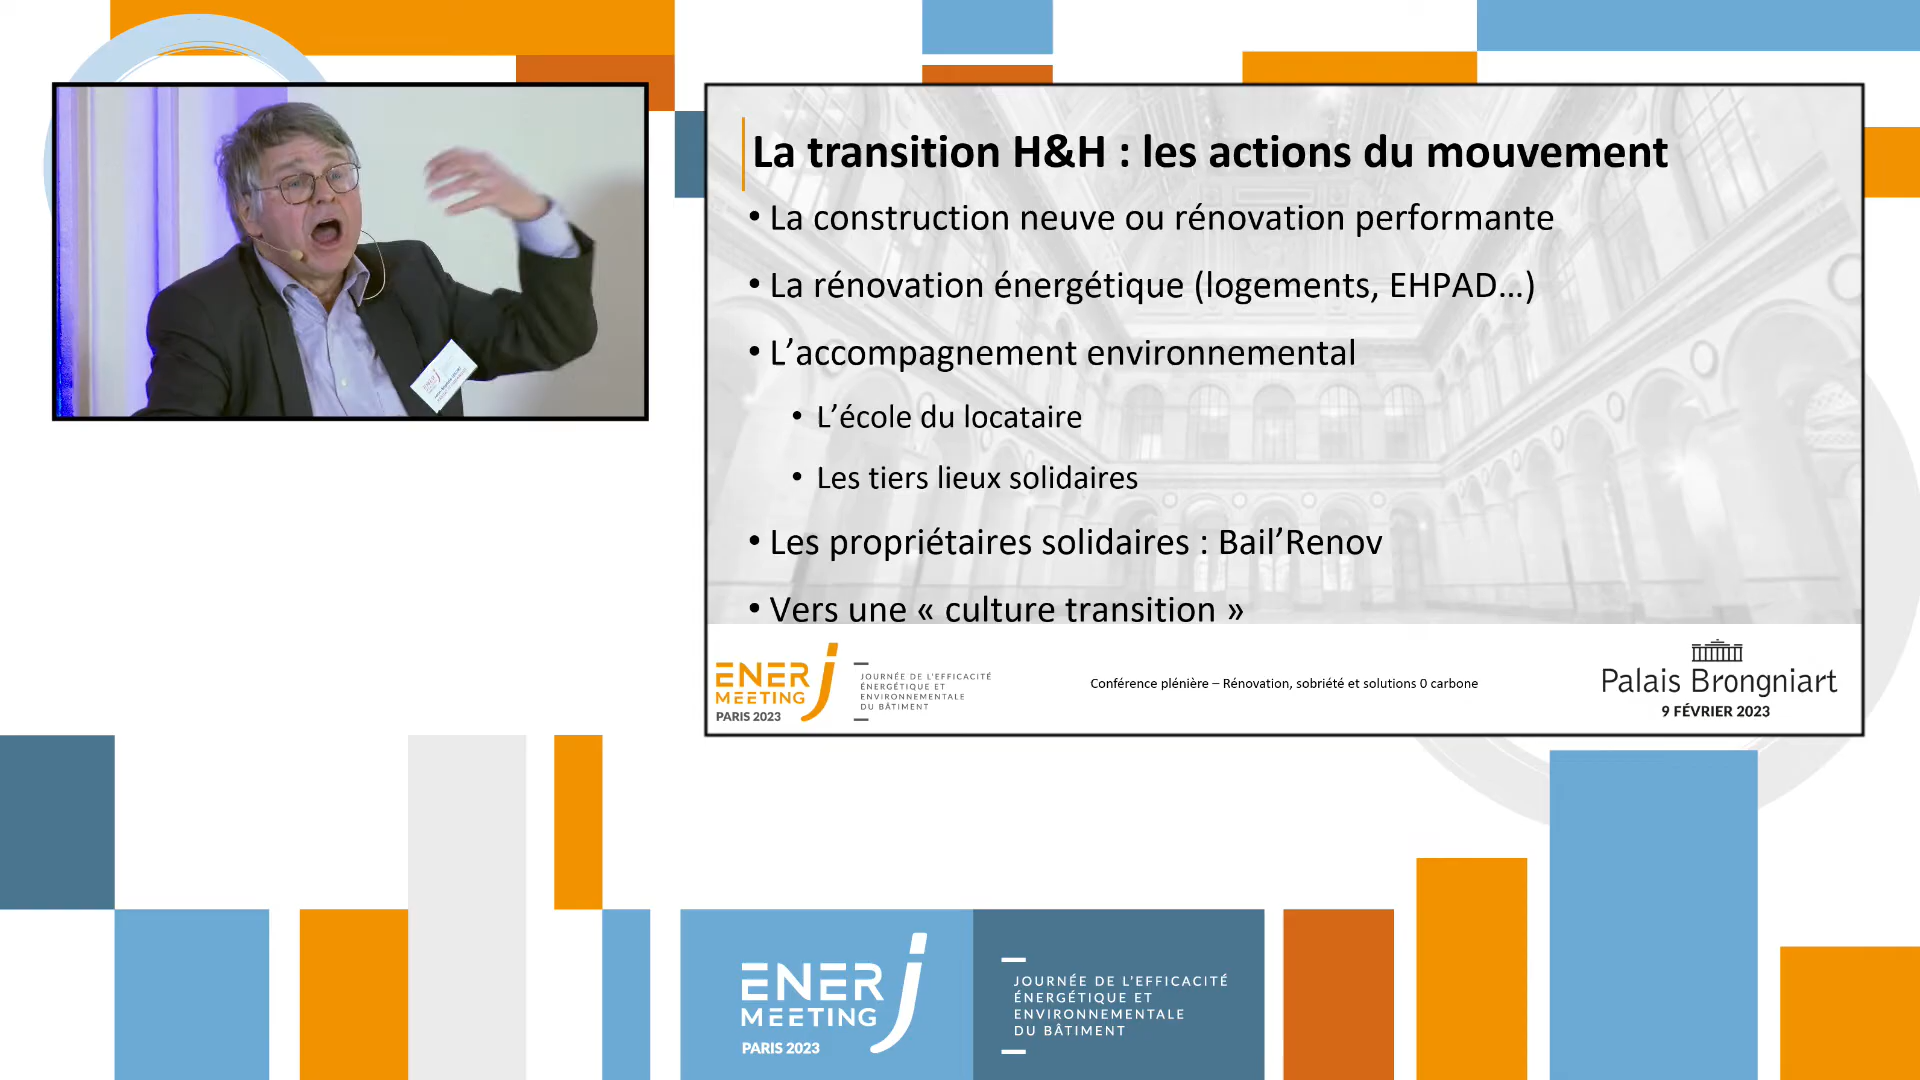 La transition H&H : les actions du mouvement
• La construction neuve ou rénovation performante
• La rénovation énergétique (logements, EHPAD...)
• L’accompagnement environnemental
• L’école du locataire
• Les tiers lieux solidaires
• Les propriétaires solidaires : Bail’Renov
• Vers une « culture transition »
ENER J
MEETING
PARIS 2023
JOURNÉE DE L’EFFICACITÉ
ÉNERGÉTIQUE ET
ENVIRONNEMENTALE
DU BÂTIMENT
Conférence plénière – Rénovation, sobriété et solutions 0 carbone
Palais Brongniart
9 FÉVRIER 2023
ENER J
MEETING
PARIS 2023
JOURNÉE DE L’EFFICACITÉ
ÉNERGÉTIQUE ET
ENVIRONNEMENTALE
DU BÂTIMENT